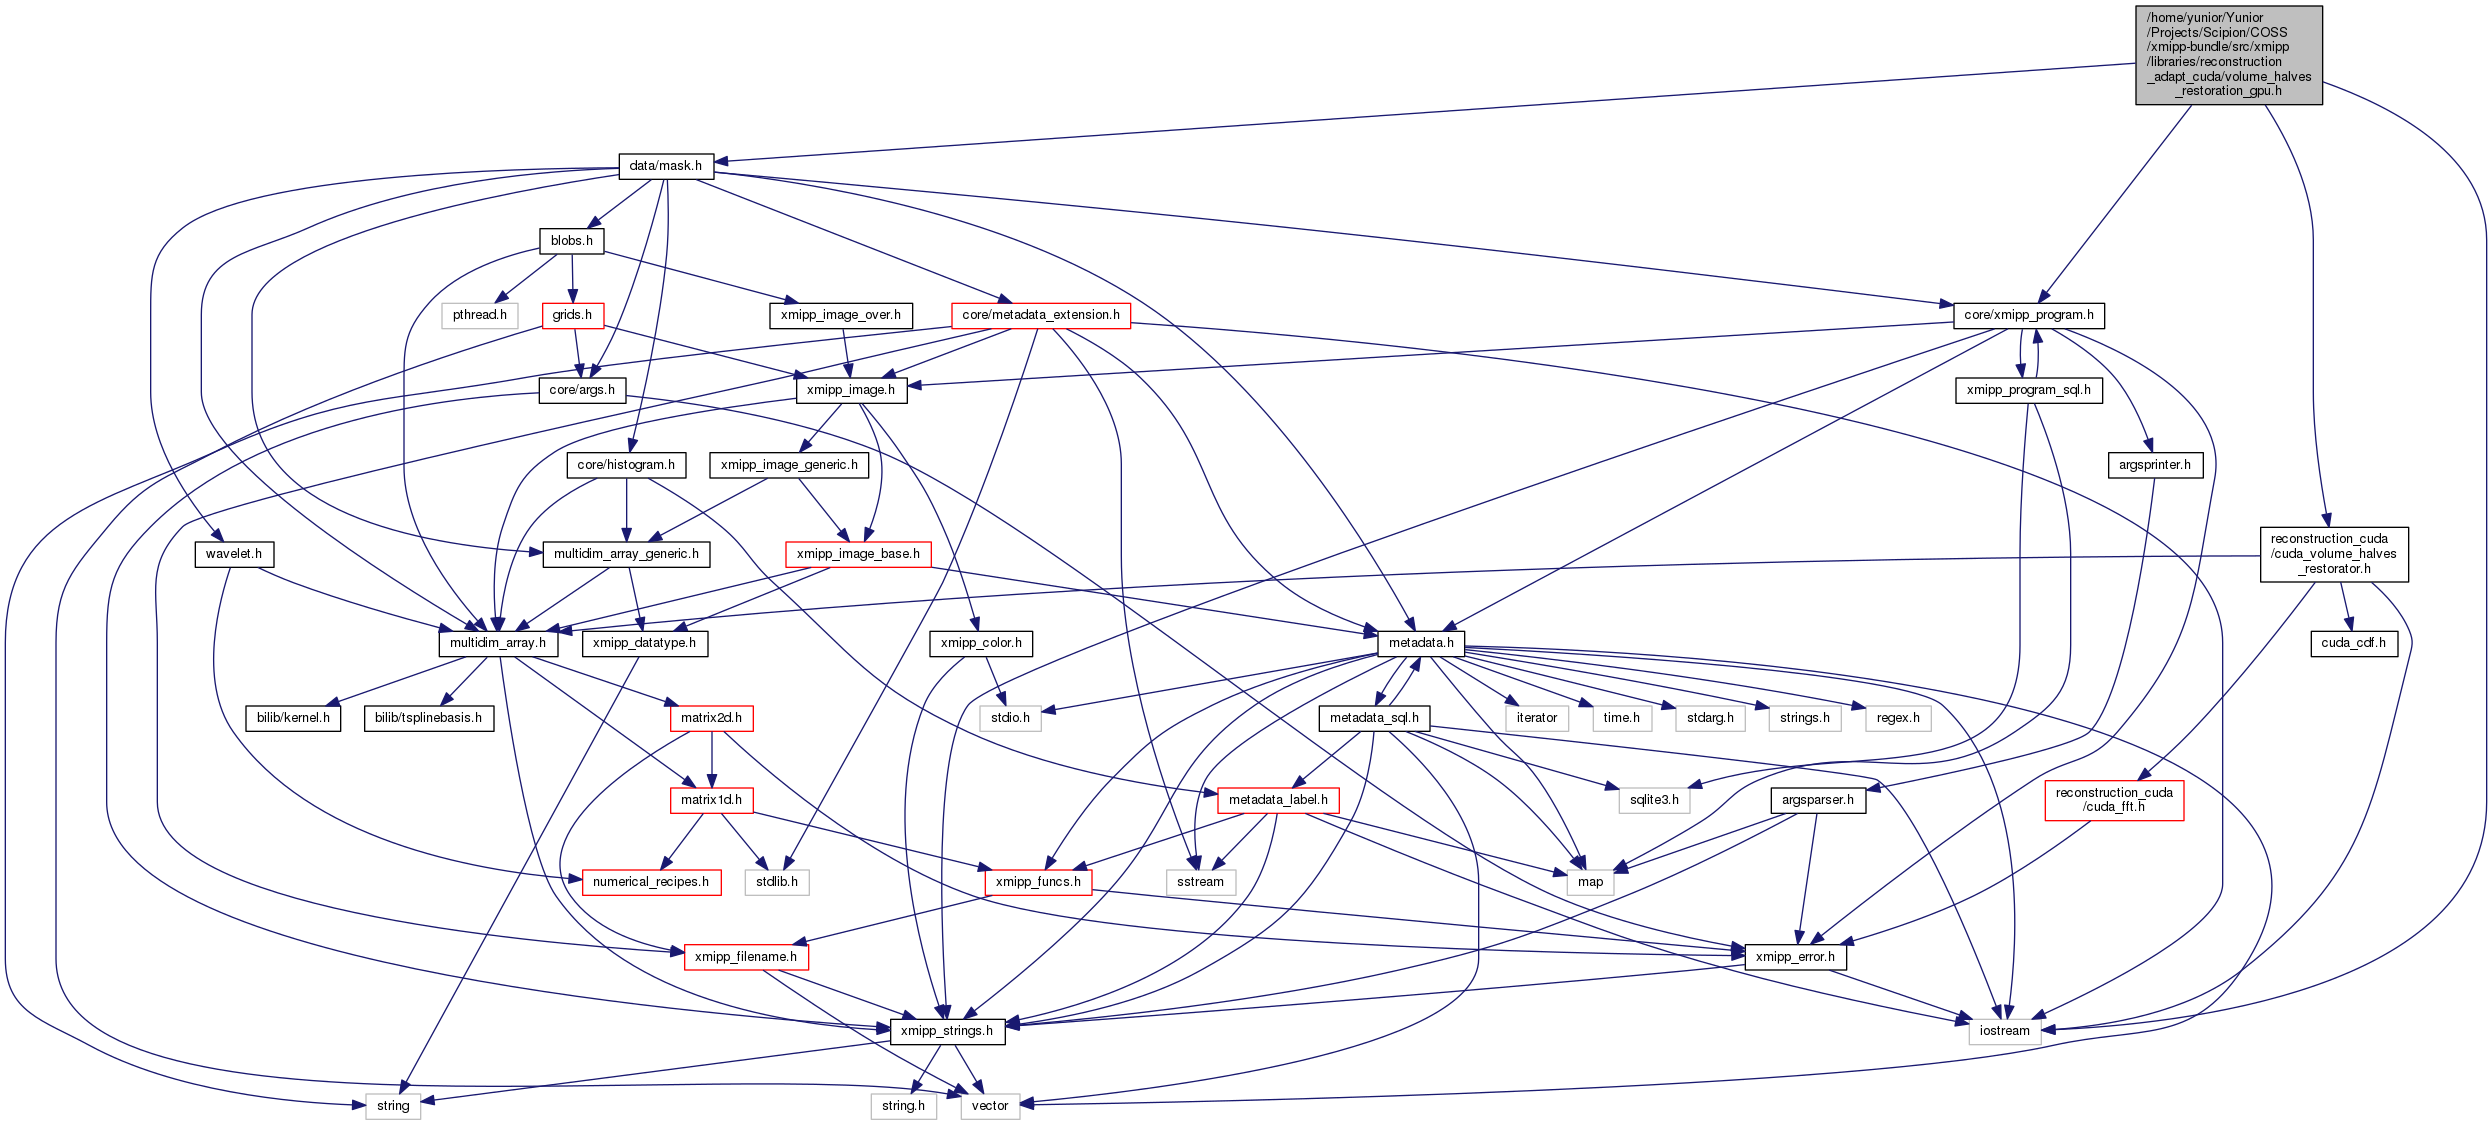 /home/yunior/Yunior
/Projects/Scipion/COSS
/xmipp-bundle/src/xmipp
/libraries/reconstruction
_adapt_cuda/volume_halves
_restoration_gpu.h
data/mask.h
blobs.h
pthread.h
grids.h
xmipp_image_over.h
core/metadata_extension.h
core/xmipp_program.h
core/args.h
xmipp_image.h
xmipp_program_sql.h
core/histogram.h
xmipp_image_generic.h
argsprinter.h
wavelet.h
multidim_array_generic.h
xmipp_image_base.h
reconstruction_cuda
/cuda_volume_halves
_restorator.h
multidim_array.h
xmipp_datatype.h
xmipp_color.h
metadata.h
cuda_cdf.h
bilib/kernel.h
bilib/tsplinebasis.h
matrix2d.h
stdio.h
metadata_sql.h
iterator
time.h
stdarg.h
strings.h
regex.h
matrix1d.h
metadata_label.h
sqlite3.h
argsparser.h
reconstruction_cuda
/cuda_fft.h
numerical_recipes.h
stdlib.h
xmipp_funcs.h
sstream
map
xmipp_filename.h
xmipp_error.h
xmipp_strings.h
iostream
string
string.h
vector